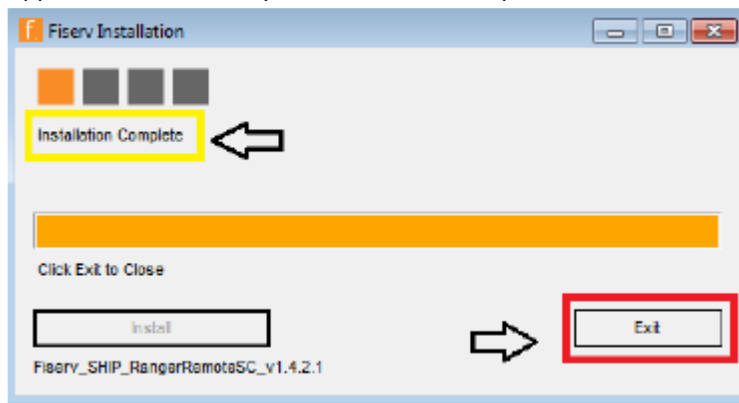 Fiserv Installation
Installation Complete
Click Exit to Close
Install
Exit
Fiserv_SHIP_RangerRemoteSC_v1.4.2.1